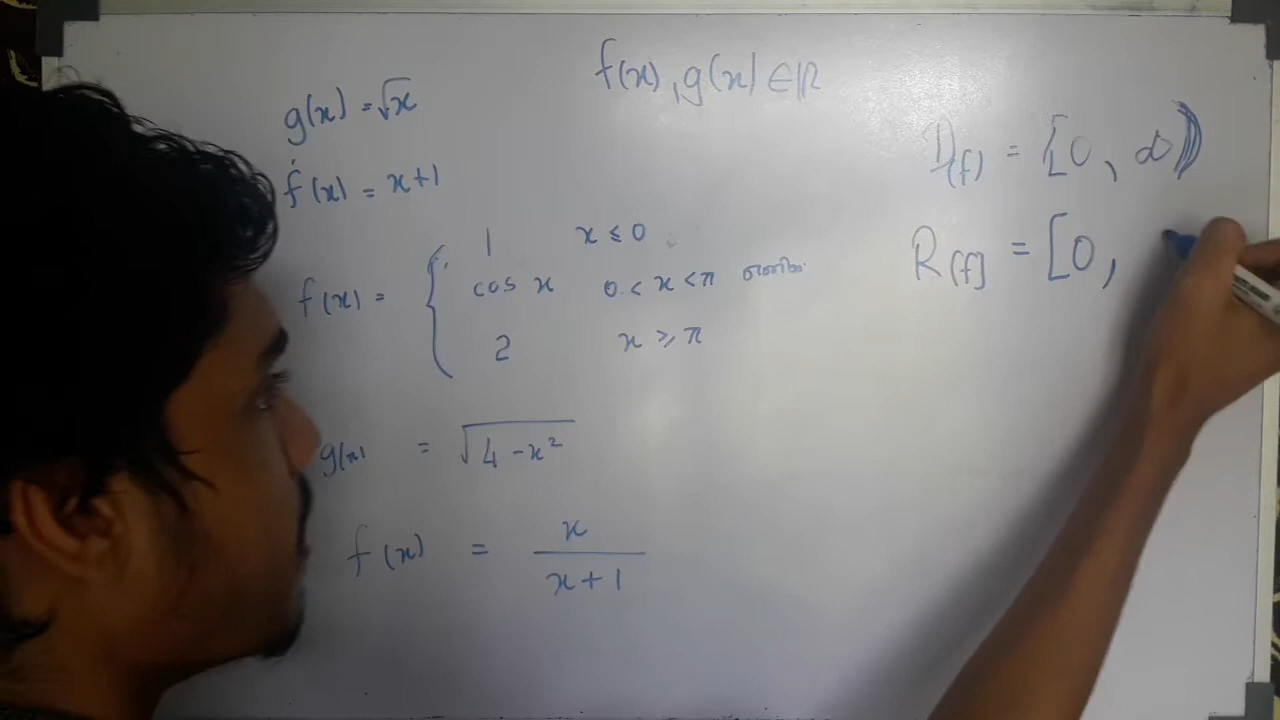 f(x), g(x) ∈ ℝ
g(x) = √x
f(x) = x+1
f(x) = { 1 x ≤ 0
cos x 0 < x < π
2 x ≥ π
g(x) = √(4 - x²)
f(x) = x / (x+1)
D(f) = [0, ∞)
R(f) = [0,